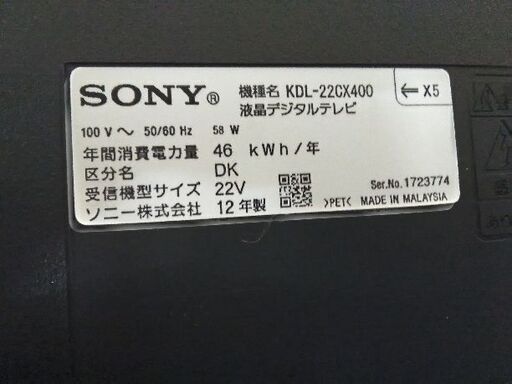 SONY® 機種名 KDL-22CX400
液晶デジタルテレビ
⇐ X5
100 V ～ 50/60 Hz 58 W
年間消費電力量 46 kWh/年
区分名 DK
受信機型サイズ 22V
ソニー株式会社 12 年製
Ser.No.1723774
>PET< MADE IN MALAYSIA